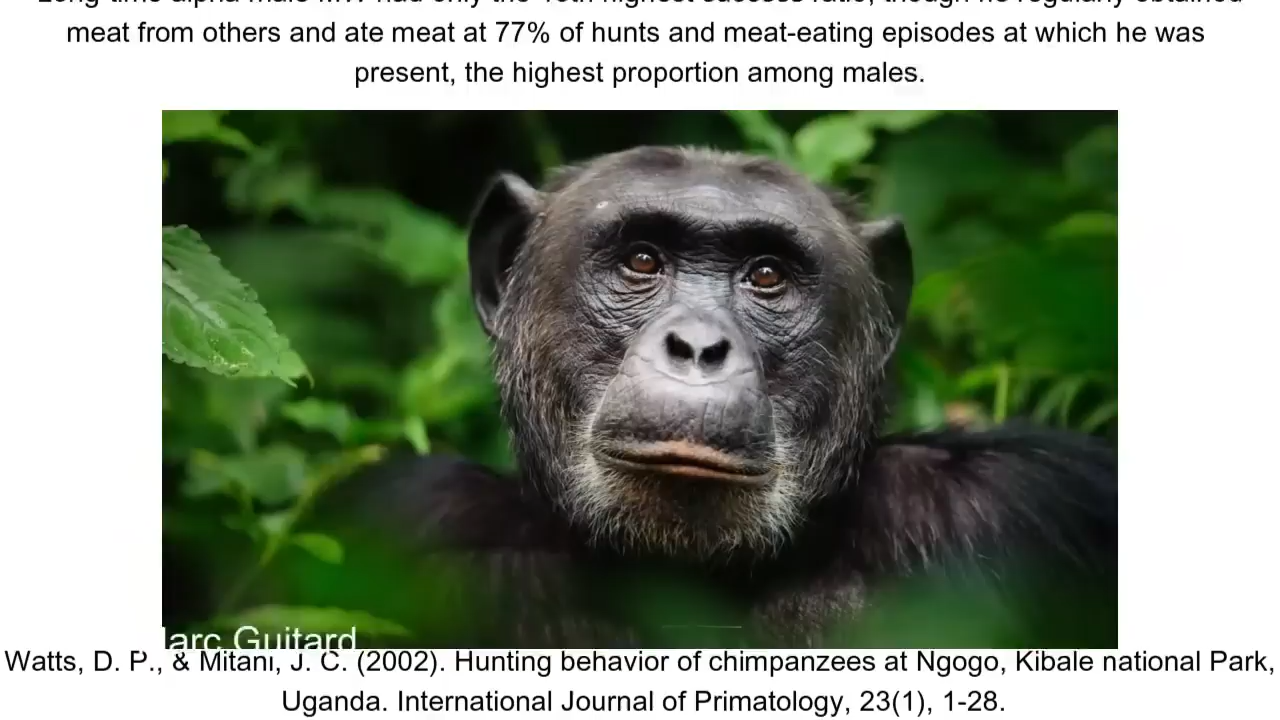 meat from others and ate meat at 77% of hunts and meat-eating episodes at which he was
present, the highest proportion among males.
Guitard
Watts, D. P., & Mitani, J. C. (2002). Hunting behavior of chimpanzees at Ngogo, Kibale national Park,
Uganda. International Journal of Primatology, 23(1), 1-28.